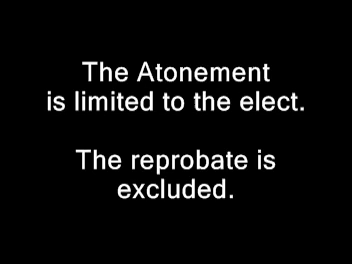 The Atonement
is limited to the elect.
The reprobate is
excluded.